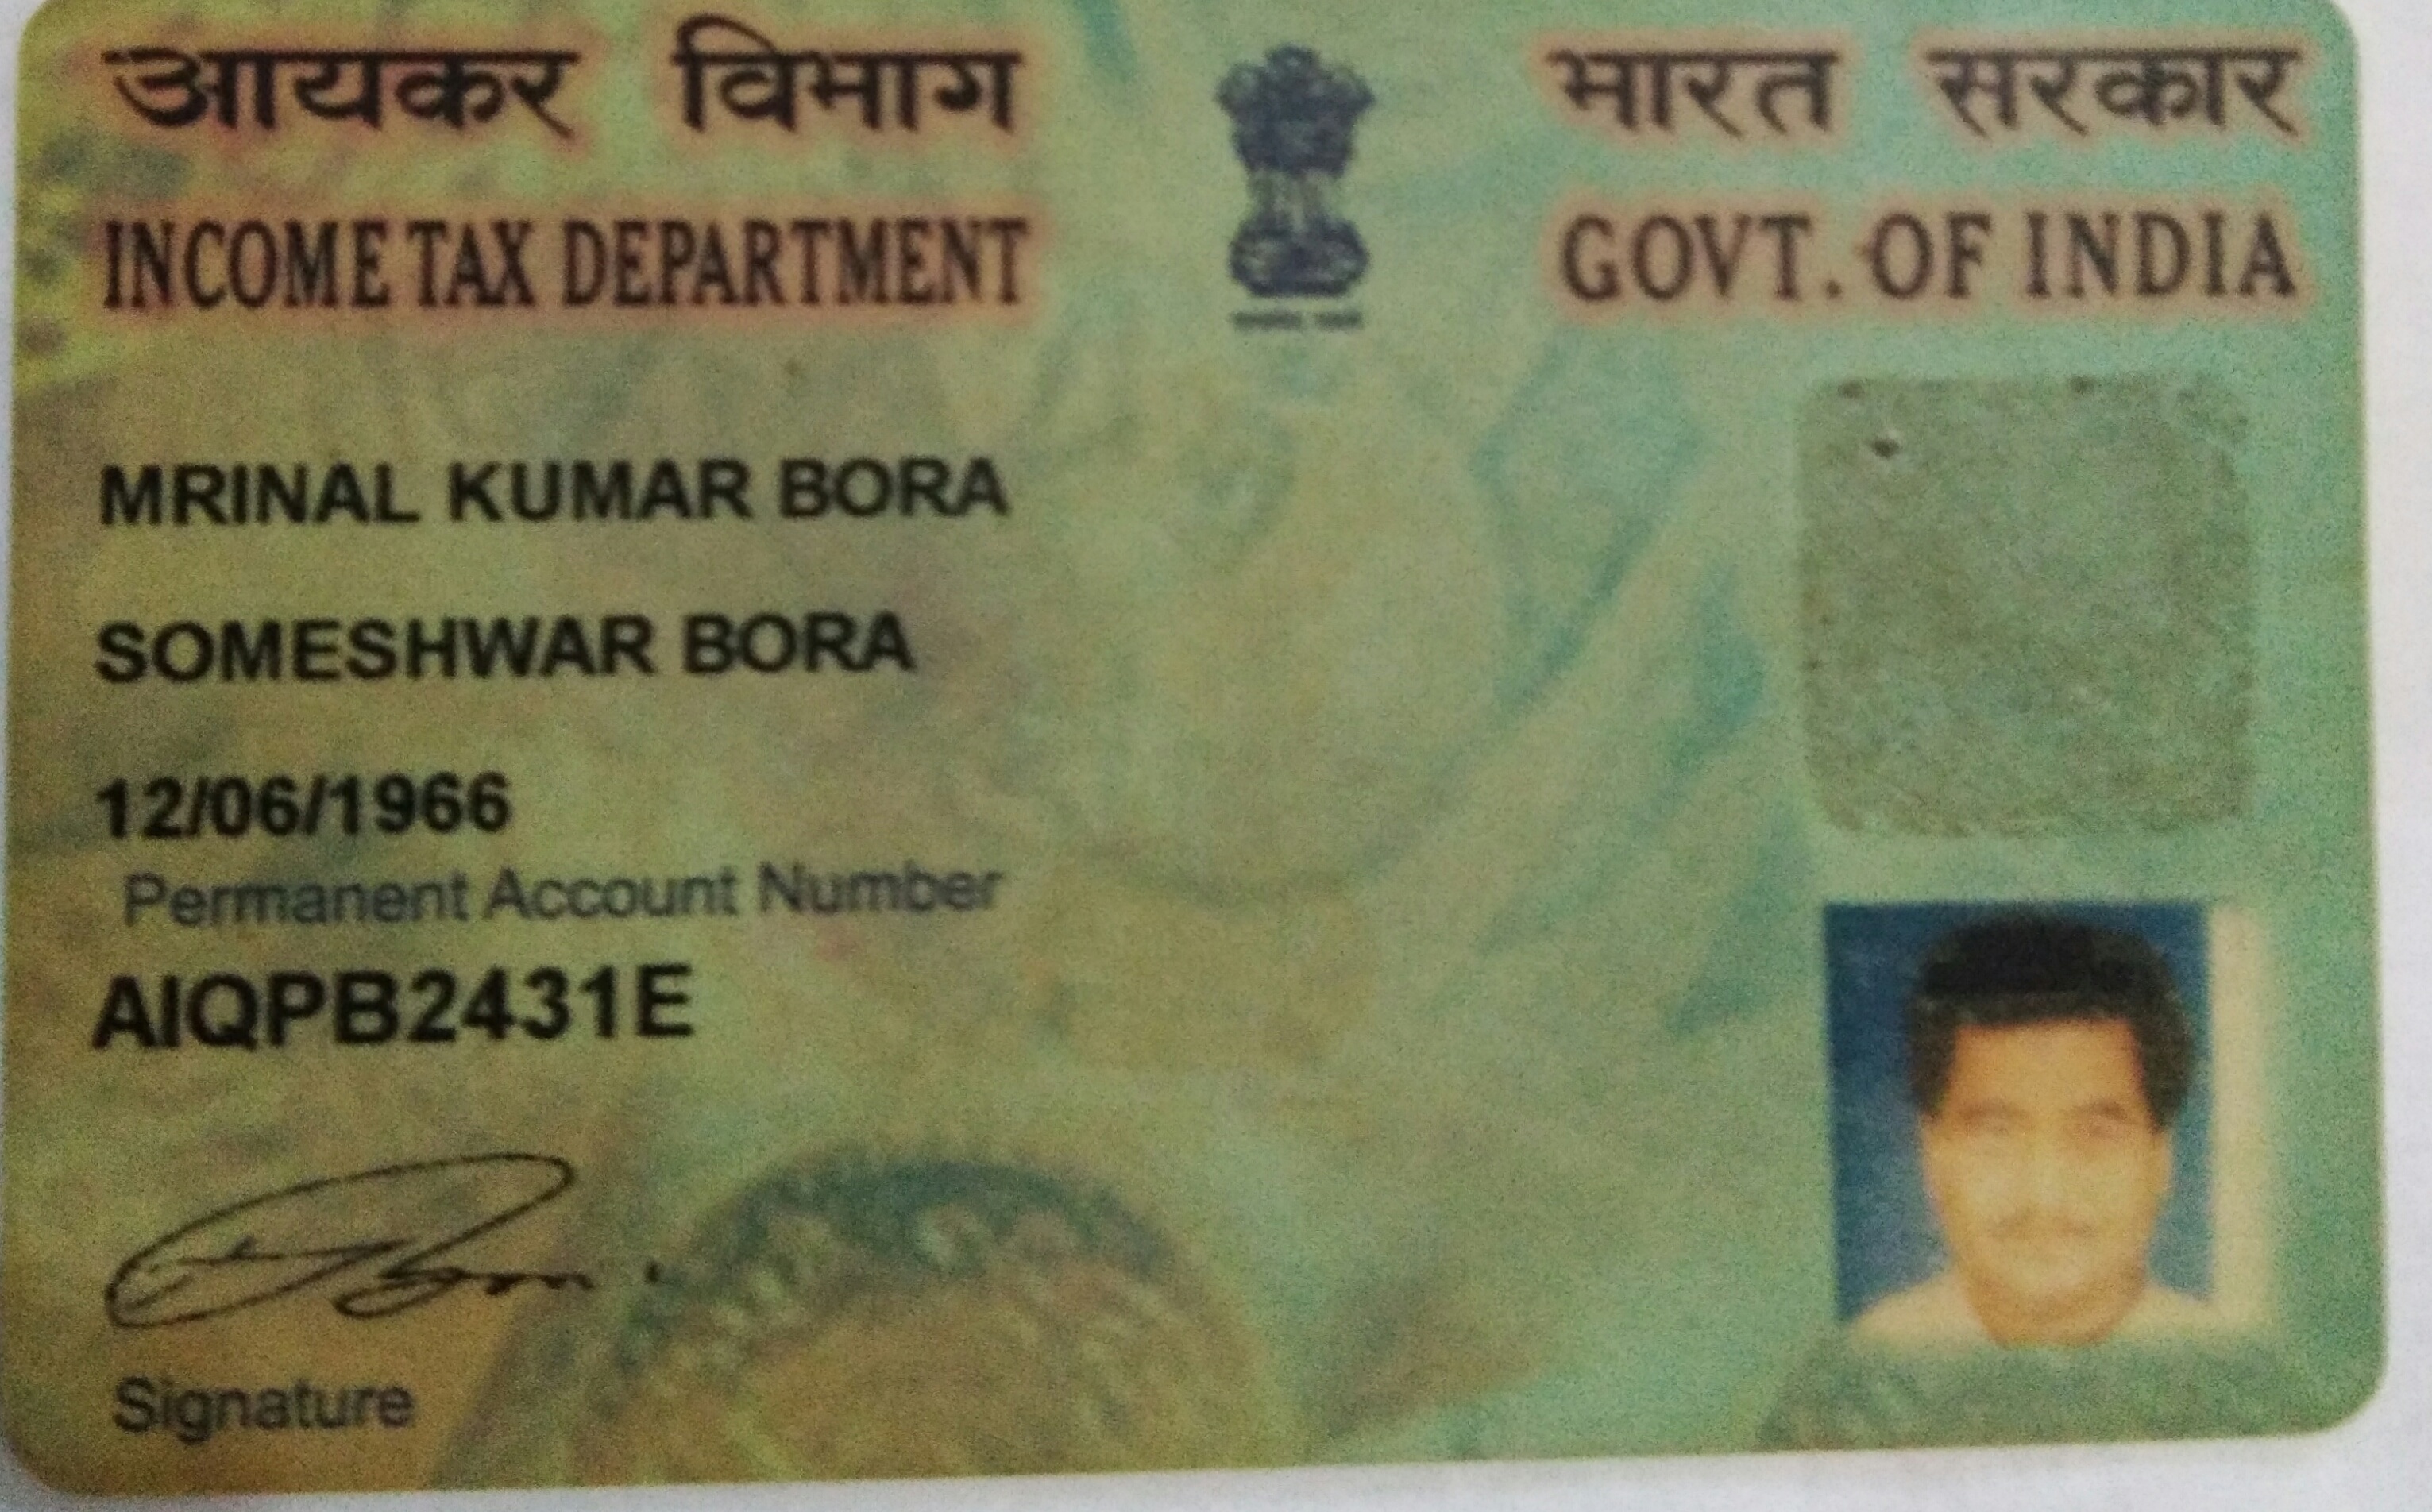 आयकर विभाग
INCOME TAX DEPARTMENT
भारत सरकार
GOVT. OF INDIA
MRINAL KUMAR BORA
SOMESHWAR BORA
12/06/1966
Permanent Account Number
AIQPB2431E
Signature